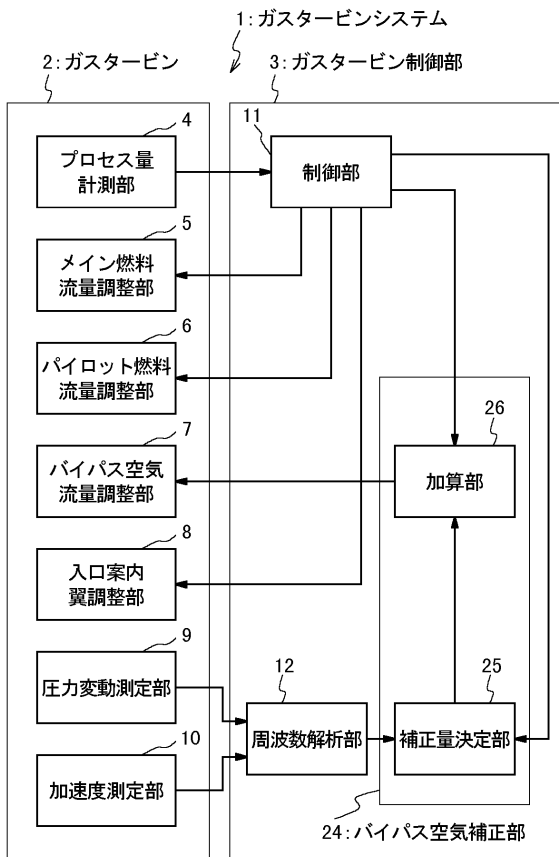 1:ガスタービンシステム
2:ガスタービン
3:ガスタービン制御部
4
プロセス量
計測部
11
制御部
5
メイン燃料
流量調整部
6
パイロット燃料
流量調整部
7
バイパス空気
流量調整部
26
加算部
8
入口案内
翼調整部
9
圧力変動測定部
12
周波数解析部
25
補正量決定部
10
加速度測定部
24:バイパス空気補正部